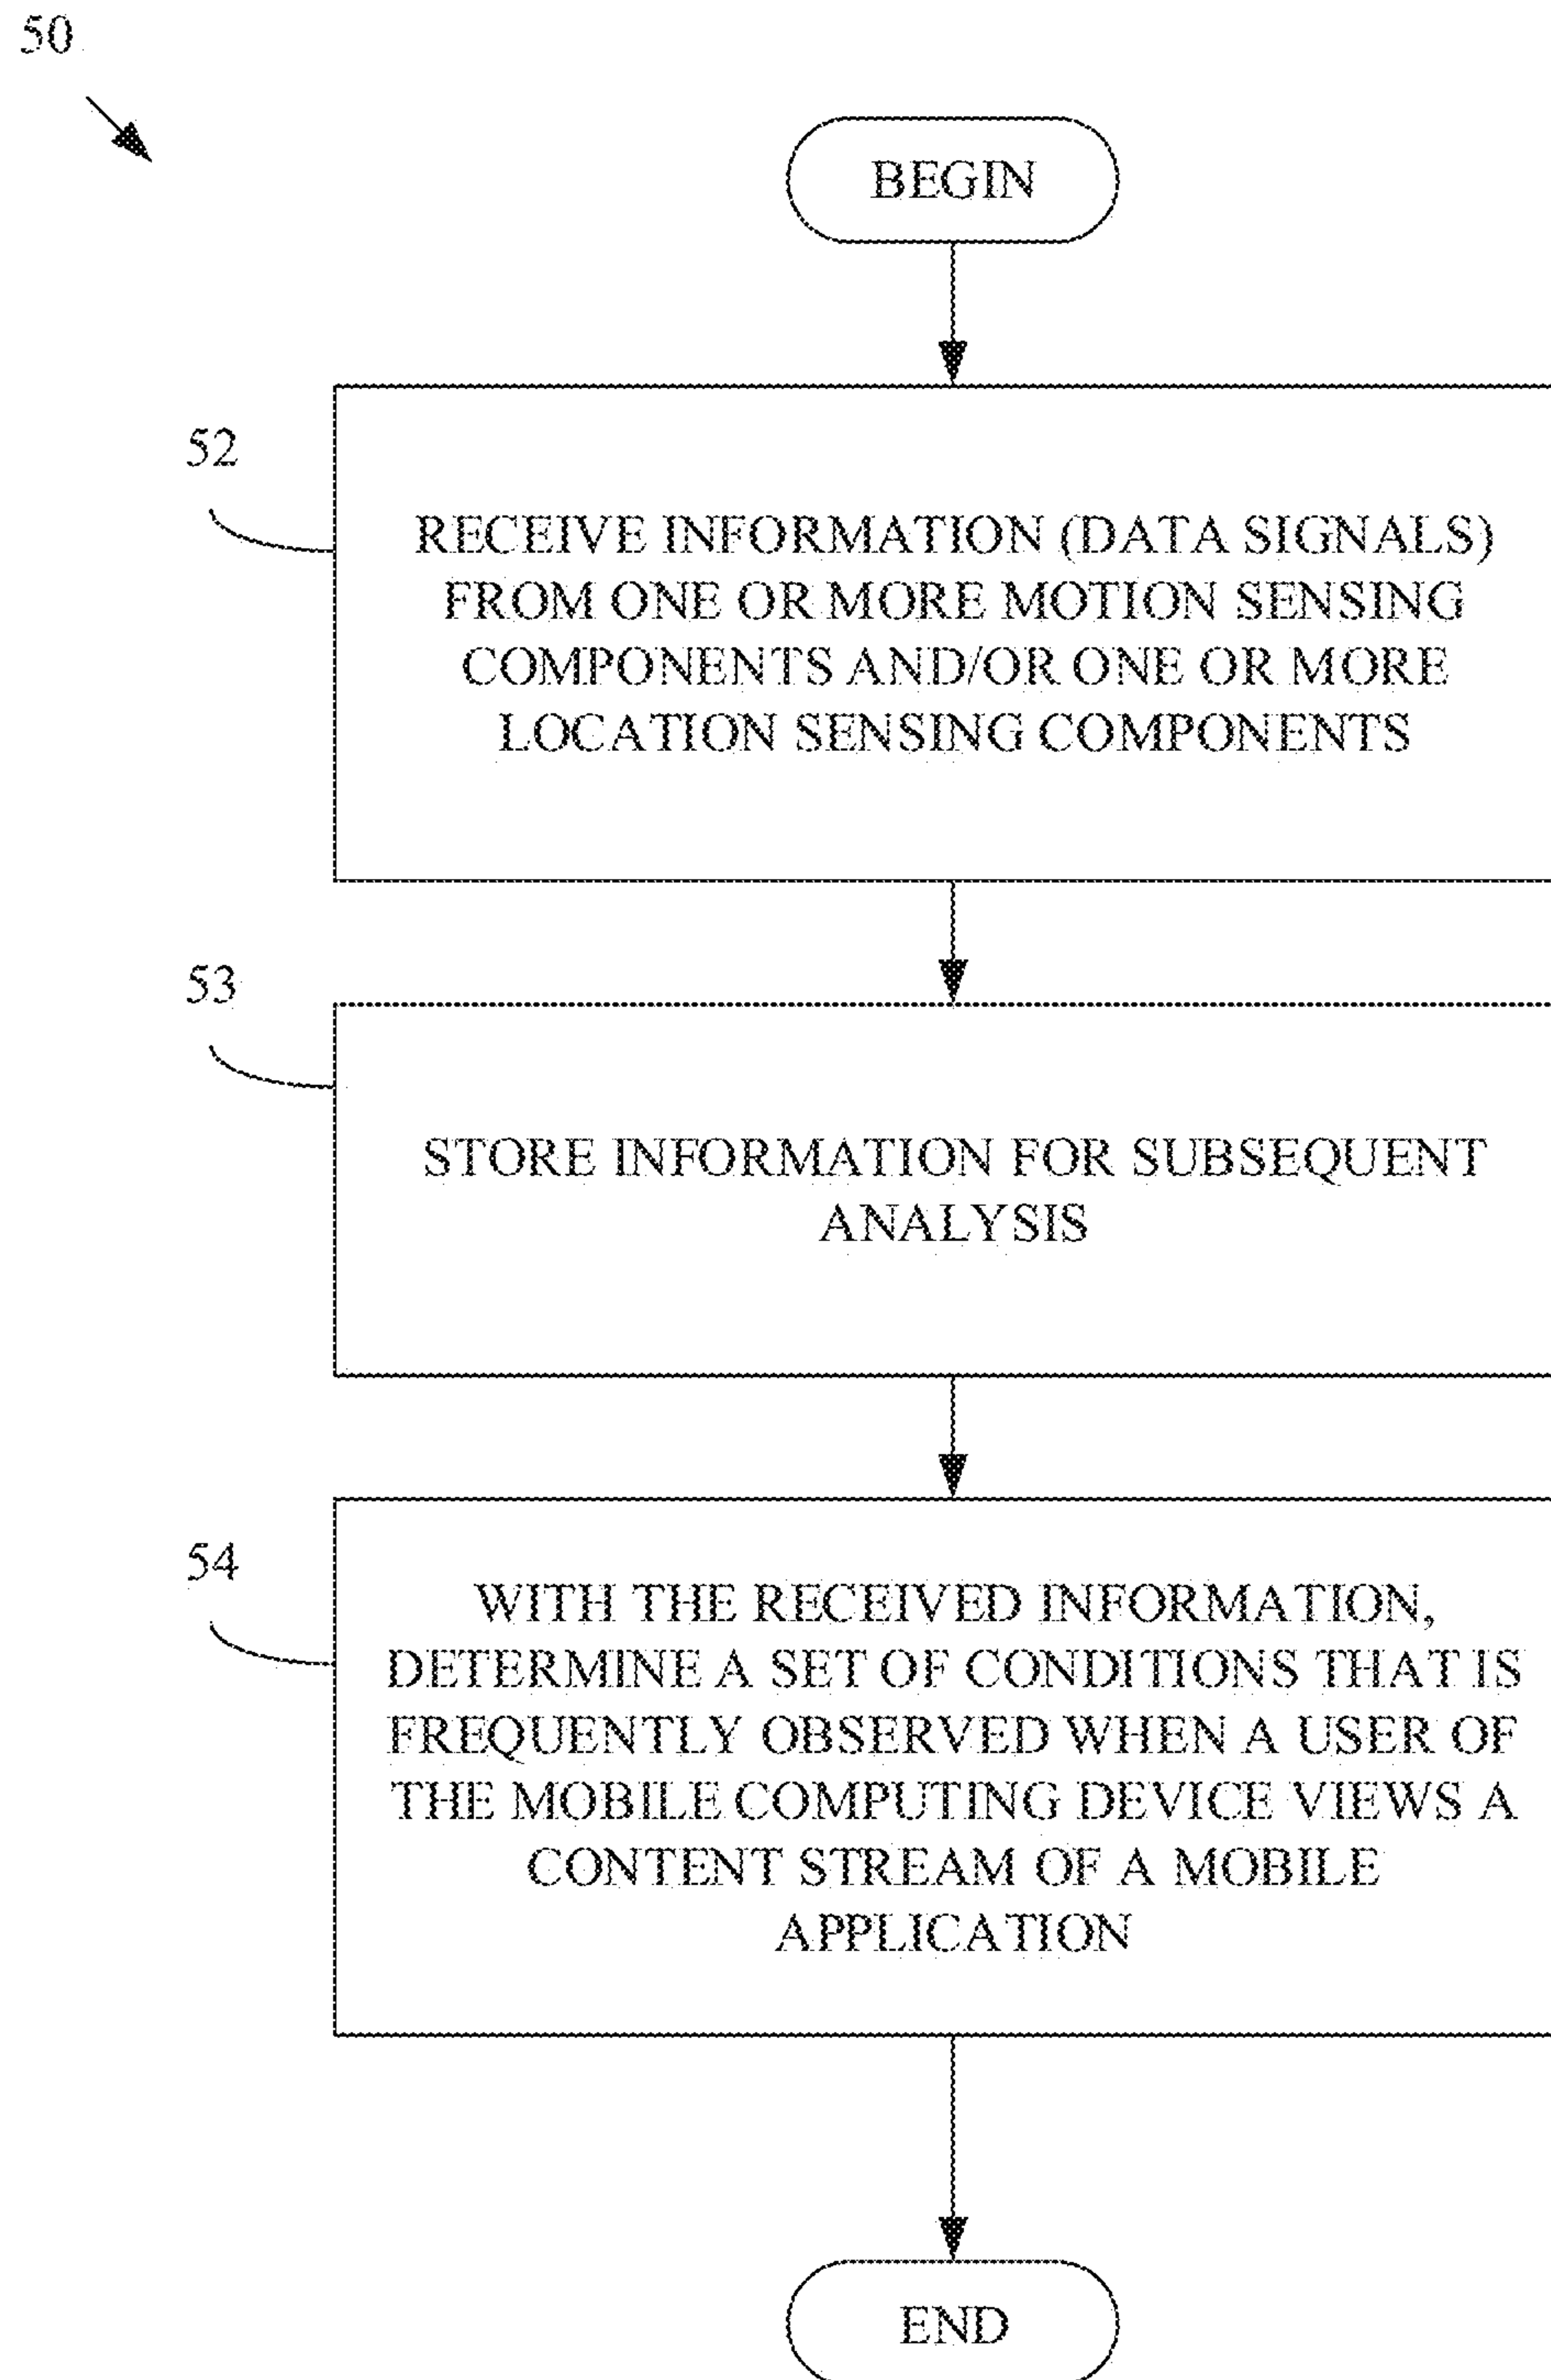 50
BEGIN
52
RECEIVE INFORMATION (DATA SIGNALS)
FROM ONE OR MORE MOTION SENSING
COMPONENTS AND/OR ONE OR MORE
LOCATION SENSING COMPONENTS
53
STORE INFORMATION FOR SUBSEQUENT
ANALYSIS
54
WITH THE RECEIVED INFORMATION,
DETERMINE A SET OF CONDITIONS THAT IS
FREQUENTLY OBSERVED WHEN A USER OF
THE MOBILE COMPUTING DEVICE VIEWS A
CONTENT STREAM OF A MOBILE
APPLICATION
END